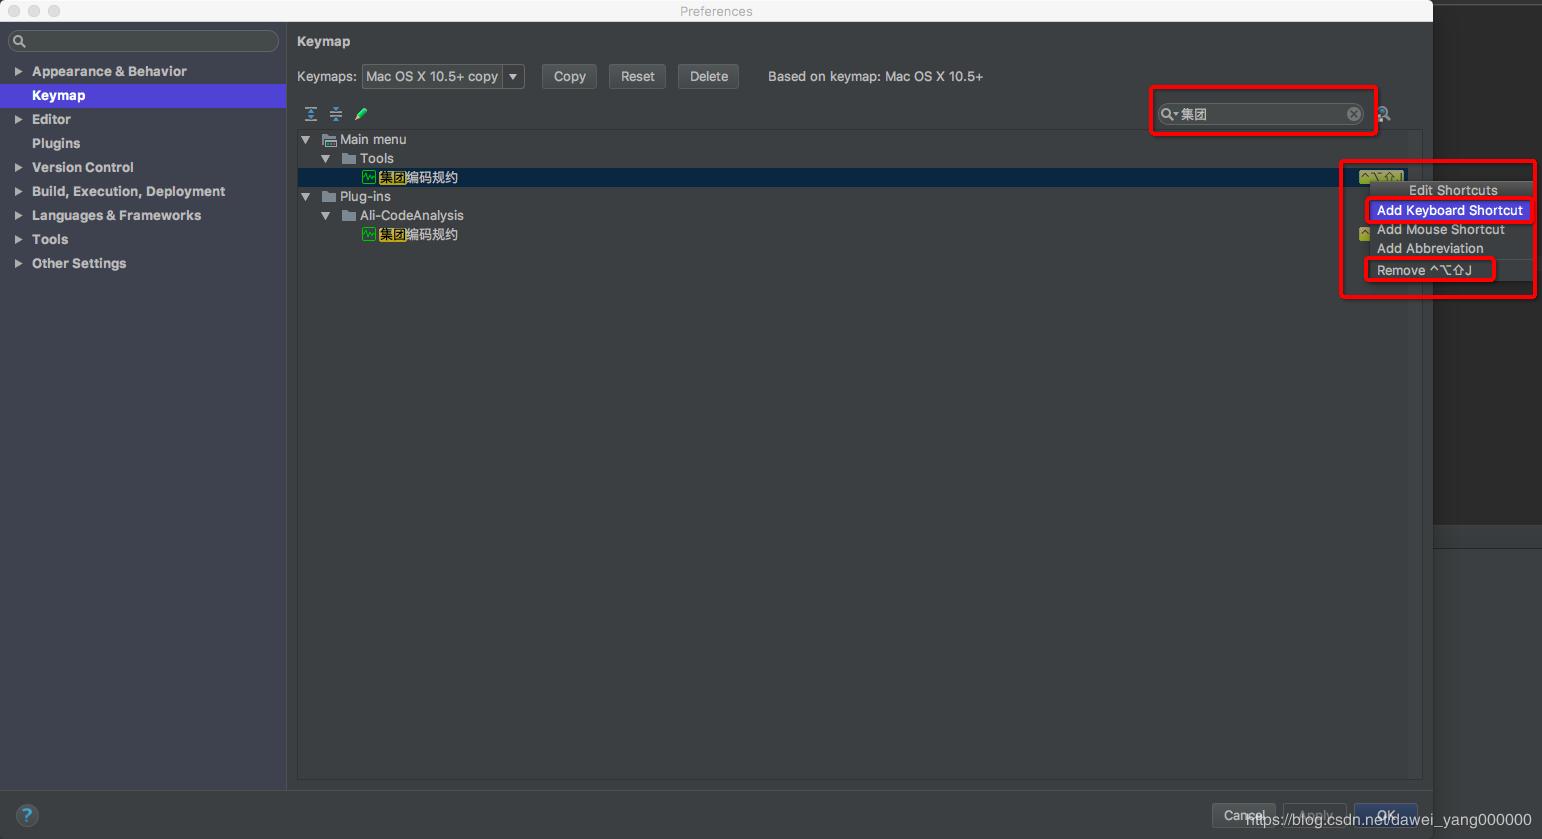 Preferences
Appearance & Behavior
Keymap
Editor
Plugins
Version Control
Build, Execution, Deployment
Languages & Frameworks
Tools
Other Settings
Keymap
Keymaps: Mac OS X 10.5+ copy Copy Reset Delete Based on keymap: Mac OS X 10.5+
集团
Main menu
Tools
集团编码规约 ^⌥⇧J
Plug-ins
Ali-CodeAnalysis
集团编码规约 ^
Edit Shortcuts
Add Keyboard Shortcut
Add Mouse Shortcut
Add Abbreviation
Remove ^⌥⇧J
? Cancel Apply OK
https://blog.csdn.net/dawei_yang000000